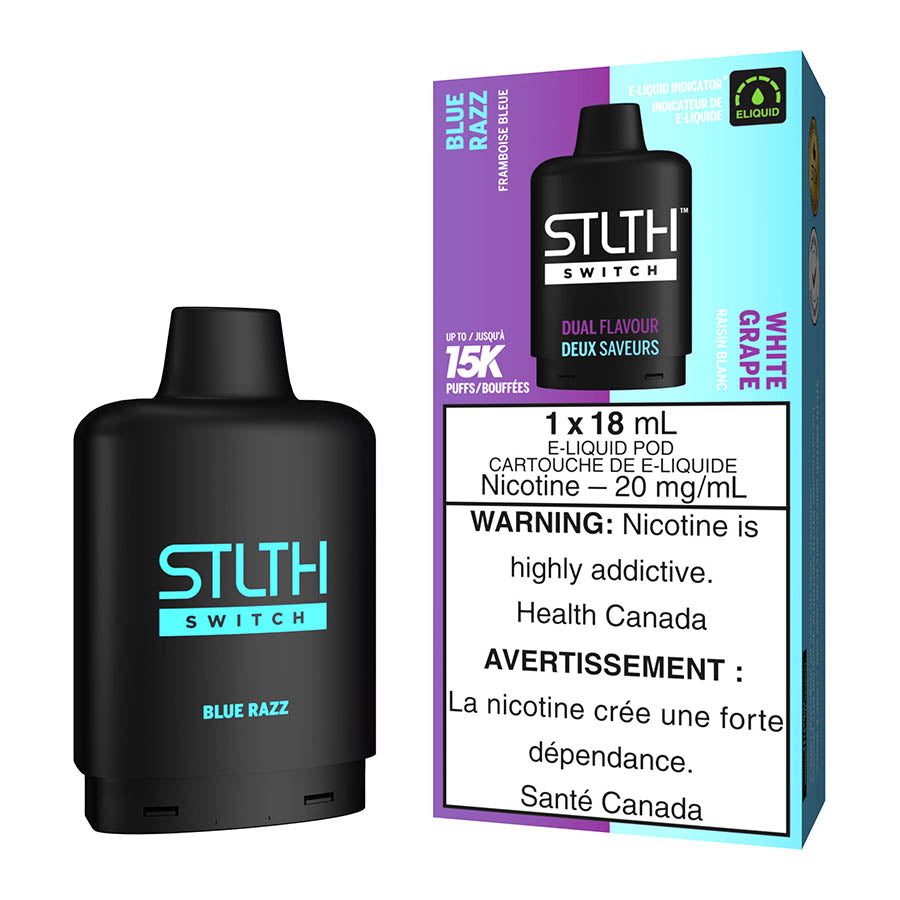 STLTH
SWITCH
BLUE RAZZ
BLUE
RAZZ
FRAMBOISE BLEUE
E-LIQUID INDICATOR
INDICATEUR DE
E-LIQUIDE
ELIQUID
STLTH™
SWITCH
DUAL FLAVOUR
DEUX SAVEURS
UP TO / JUSQU'À
15K
PUFFS/BOUFFÉES
WHITE
GRAPE
RAISIN BLANC
1 x 18 mL
E-LIQUID POD
CARTOUCHE DE E-LIQUIDE
Nicotine – 20 mg/mL
WARNING: Nicotine is
highly addictive.
Health Canada
AVERTISSEMENT :
La nicotine crée une forte
dépendance.
Santé Canada